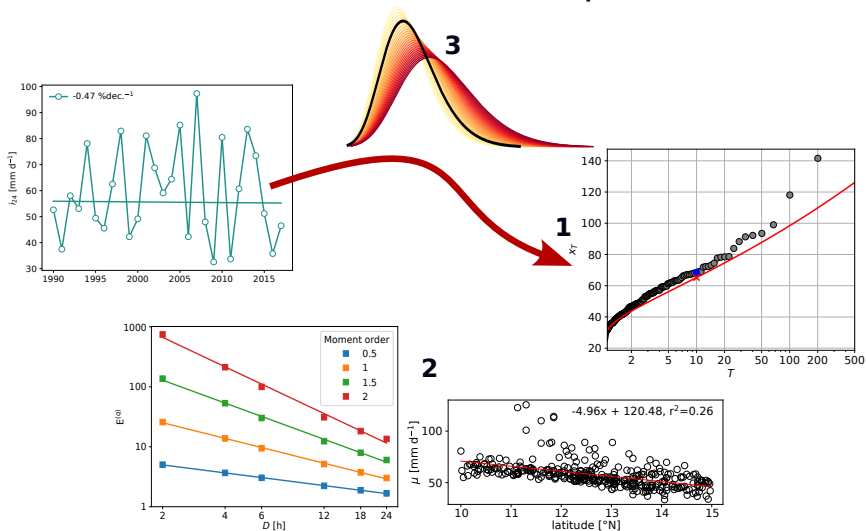 3
-0.47 %dec.⁻¹
100
90
80
70
60
50
40
30
i₂₄ [mm d⁻¹]
1990 1995 2000 2005 2010 2015
1
140
120
100
80
60
40
20
x_T
2 5 10 20 50 100 200 500
T
2
1000
100
10
1
E⁽q⁾
Moment order
0.5
1
1.5
2
2 4 6 12 18 24
D [h]
-4.96x + 120.48, r²=0.26
100
50
μ [mm d⁻¹]
10 11 12 13 14 15
latitude [°N]